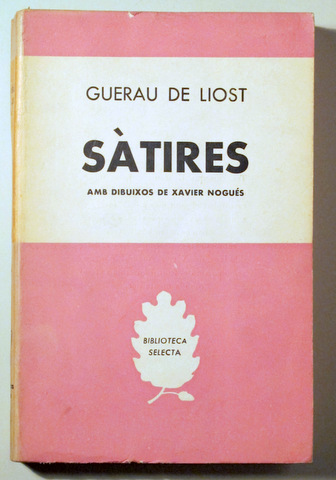 GUERAU DE LIOST
SÀTIRES
AMB DIBUIXOS DE XAVIER NOGUÉS
BIBLIOTECA
SELECTA